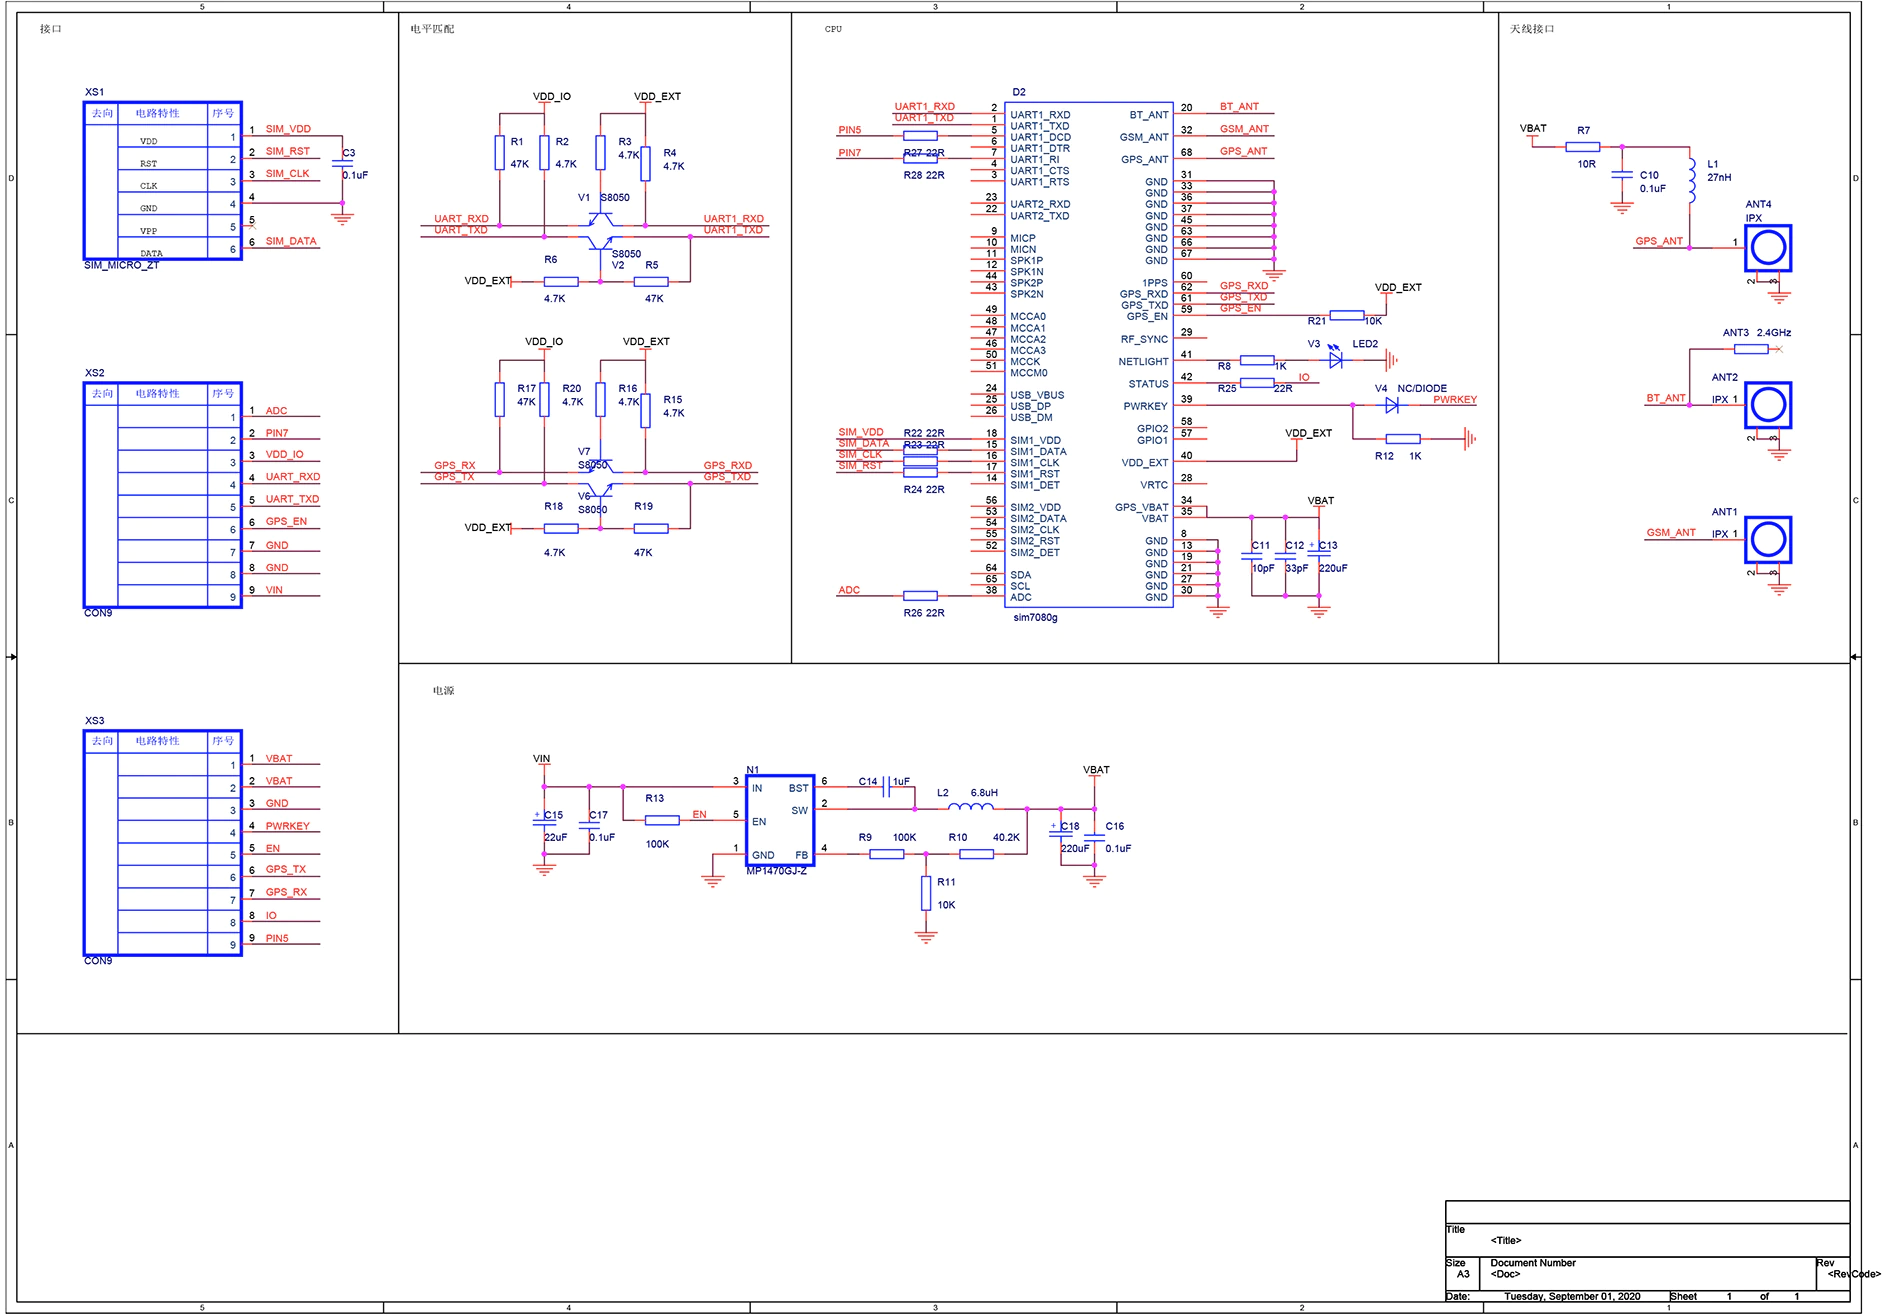 5 4 3 2 1
接口
电平匹配
CPU
天线接口
D
C
B
A
XS1
去向 电路特性 序号
VDD 1 1 SIM_VDD
RST 2 2 SIM_RST
CLK 3 3 SIM_CLK
GND 4 4
VPP 5 5
DATA 6 6 SIM_DATA
SIM_MICRO_ZT
C3
0.1uF
XS2
去向 电路特性 序号
1 1 ADC
2 2 PIN7
3 3 VDD_IO
4 4 UART_RXD
5 5 UART_TXD
6 6 GPS_EN
7 7 GND
8 8 GND
9 9 VIN
CON9
XS3
去向 电路特性 序号
1 1 VBAT
2 2 VBAT
3 3 GND
4 4 PWRKEY
5 5 EN
6 6 GPS_TX
7 7 GPS_RX
8 8 IO
9 9 PIN5
CON9
VDD_IO VDD_EXT
R1 R2 R3 R4
47K 4.7K 4.7K 4.7K
V1 S8050
UART_RXD UART1_RXD
UART_TXD UART1_TXD
S8050
V2
R6 R5
VDD_EXT
4.7K 47K
VDD_IO VDD_EXT
R17 R20 R16 R15
47K 4.7K 4.7K 4.7K
V7
S8050
GPS_RX GPS_RXD
GPS_TX GPS_TXD
V6
S8050
R18 R19
VDD_EXT
4.7K 47K
D2
UART1_RXD 2 UART1_RXD
UART1_TXD 1 UART1_TXD
PIN5 5 UART1_DCD
6 UART1_DTR
R27 22R
PIN7 7 UART1_RI
4 UART1_CTS
R28 22R
3 UART1_RTS
23 UART2_RXD
22 UART2_TXD
9 MICP
10 MICN
11 SPK1P
12 SPK1N
44 SPK2P
43 SPK2N
49 MCCA0
48 MCCA1
47 MCCA2
46 MCCA3
50 MCCK
51 MCCM0
24 USB_VBUS
25 USB_DP
26 USB_DM
SIM_VDD R22 22R 18 SIM1_VDD
SIM_DATA R23 22R 15 SIM1_DATA
SIM_CLK 16 SIM1_CLK
SIM_RST 17 SIM1_RST
R24 22R 14 SIM1_DET
56 SIM2_VDD
53 SIM2_DATA
54 SIM2_CLK
55 SIM2_RST
52 SIM2_DET
64 SDA
65 SCL
ADC 38 ADC
R26 22R
sim7080g
BT_ANT 20 BT_ANT
GSM_ANT 32 GSM_ANT
GPS_ANT 68 GPS_ANT
GND 31
GND 33
GND 36
GND 37
GND 45
GND 63
GND 66
GND 67
1PPS 60
GPS_RXD 62 GPS_RXD
GPS_TXD 61 GPS_TXD
GPS_EN 59 GPS_EN
R21 10K VDD_EXT
RF_SYNC 29
NETLIGHT 41 R8 1K V3 LED2
STATUS 42 R25 22R IO
PWRKEY 39 V4 NC/DIODE PWRKEY
R12 1K
GPIO2 58
GPIO1 57
VDD_EXT 40 VDD_EXT
VRTC 28
GPS_VBAT 34
VBAT 35 VBAT
GND 8
GND 13
GND 19
GND 21
GND 27
GND 30
C11 C12 + C13
10pF 33pF 220uF
VBAT R7
10R
C10
0.1uF
L1
27nH
ANT4
IPX
GPS_ANT 1
2 3
ANT3 2.4GHz
ANT2
BT_ANT IPX 1
2 3
ANT1
GSM_ANT IPX 1
2 3
电源
VIN
+ C15 C17
22uF 0.1uF
R13
100K
EN
N1
3 IN BST 6
SW 2
5 EN
1 GND FB 4
MP1470GJ-Z
C14 1uF
L2 6.8uH
R9 100K R10 40.2K
R11
10K
VBAT
+ C18 C16
220uF 0.1uF
Title
<Title>
Size Document Number Rev
A3 <Doc> <RevCode>
Date: Tuesday, September 01, 2020 Sheet 1 of 1
D
C
B
A
5 4 3 2 1